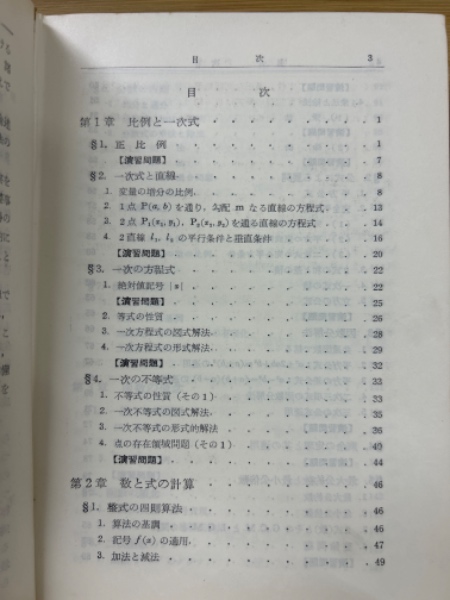 目次 3
目次
第1章 比例と一次式 1
§1. 正比例 1
【演習問題】 7
§2. 一次式と直線 8
1. 変量の増分の比例 8
2. 1点 P(a, b) を通り，勾配 m なる直線の方程式 13
3. 2点 P₁(x₁, y₁), P₂(x₂, y₂) を通る直線の方程式 14
4. 2直線 l₁, l₂ の平行条件と垂直条件 16
【演習問題】 20
§3. 一次の方程式 22
1. 絶対値記号 |x| 22
【演習問題】 25
2. 等式の性質 26
3. 一次方程式の図式解法 28
4. 一次方程式の形式解法 29
【演習問題】 32
§4. 一次の不等式 33
1. 不等式の性質（その1） 33
2. 一次不等式の図式解法 35
3. 一次不等式の形式的解法 36
4. 点の存在領域問題（その1） 40
【演習問題】 44
第2章 数と式の計算 46
§1. 整式の四則算法 46
1. 算法の基調 46
2. 記号 f(x) の適用 47
3. 加法と減法 49